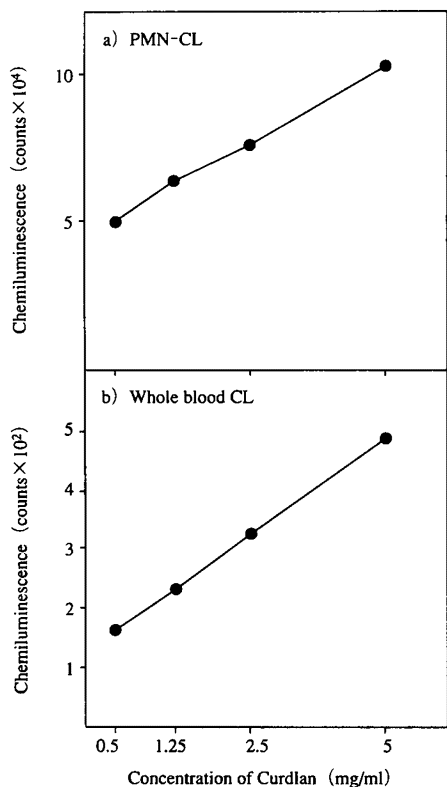 a) PMN-CL
Chemiluminescence (counts×10⁴)
10
5
b) Whole blood CL
Chemiluminescence (counts×10²)
5
4
3
2
1
0.5 1.25 2.5 5
Concentration of Curdlan (mg/ml)